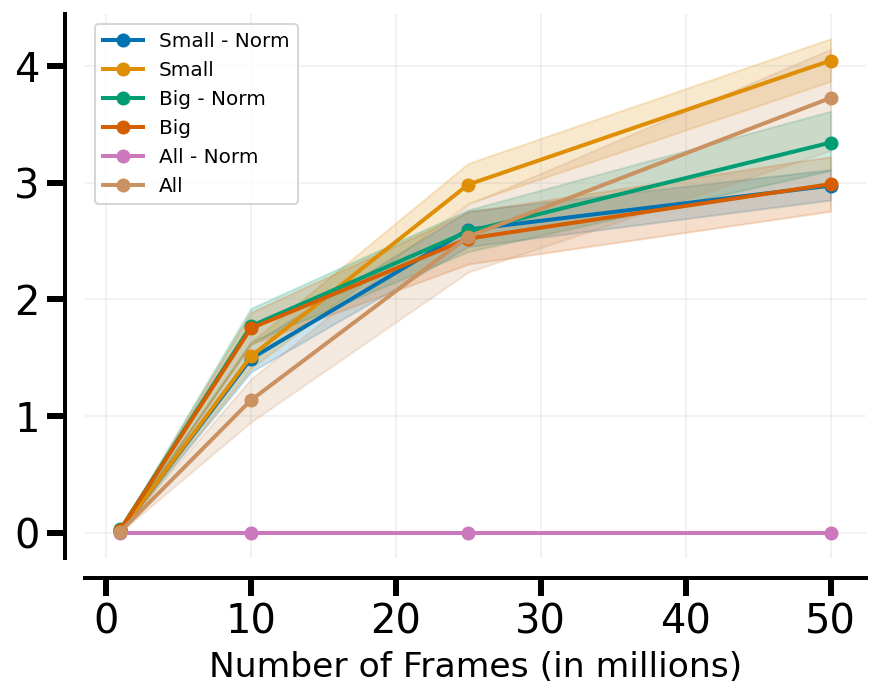 Small - Norm
Small
Big - Norm
Big
All - Norm
All
4
3
2
1
0
0 10 20 30 40 50
Number of Frames (in millions)